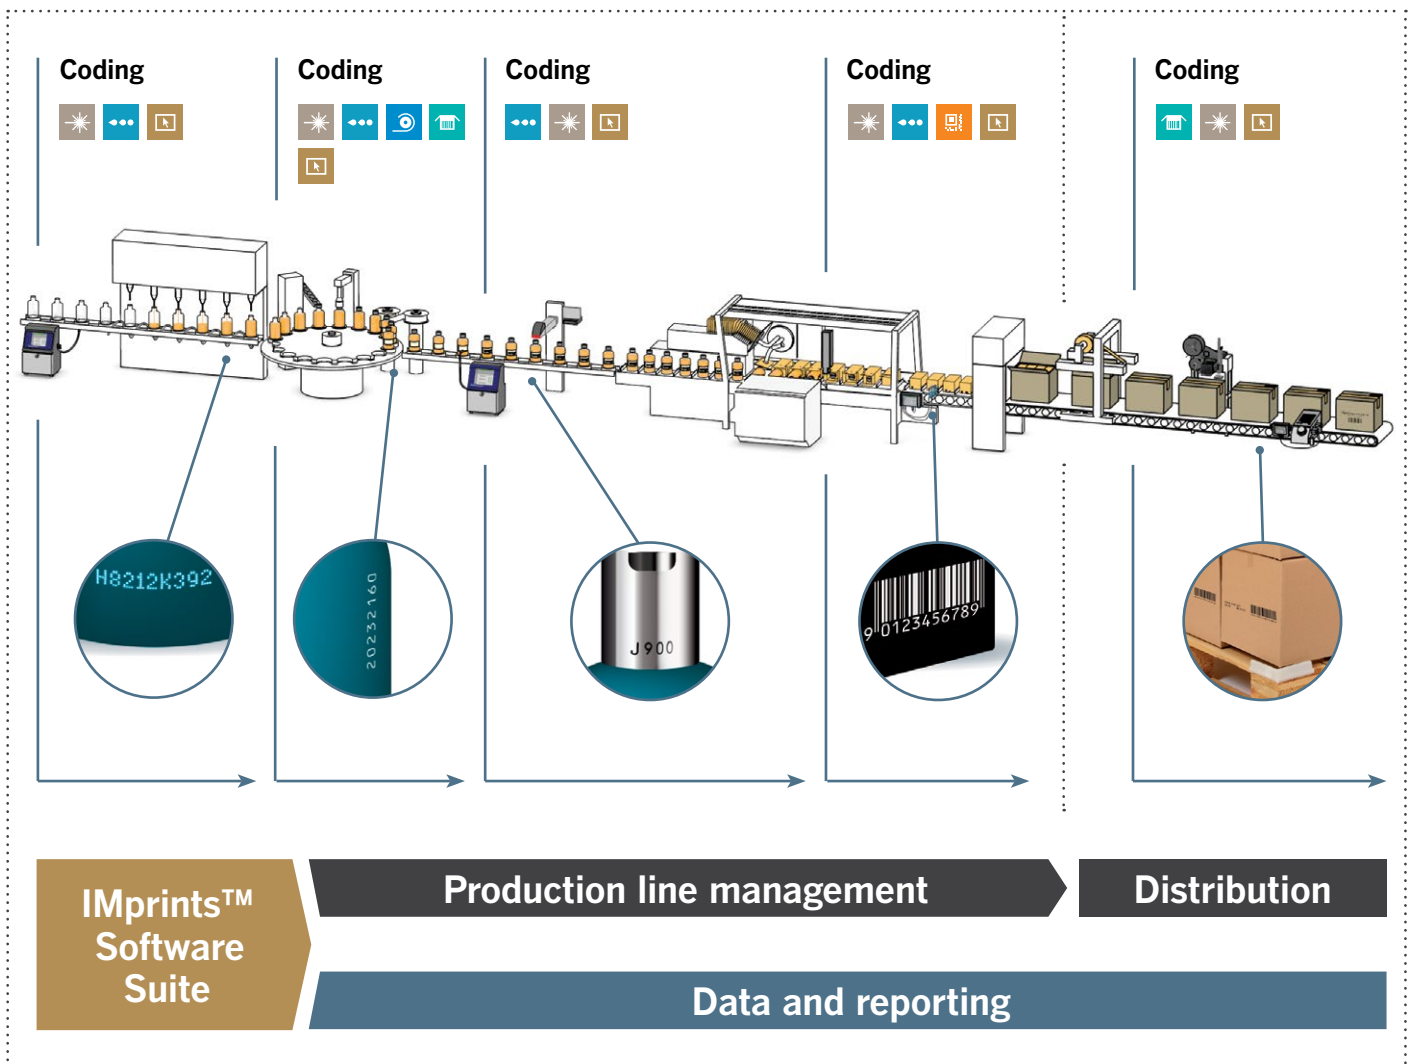 Coding
Coding
Coding
Coding
Coding
H8212K392
20232160
J900
9 0123456789
IMprints™
Software
Suite
Production line management
Distribution
Data and reporting